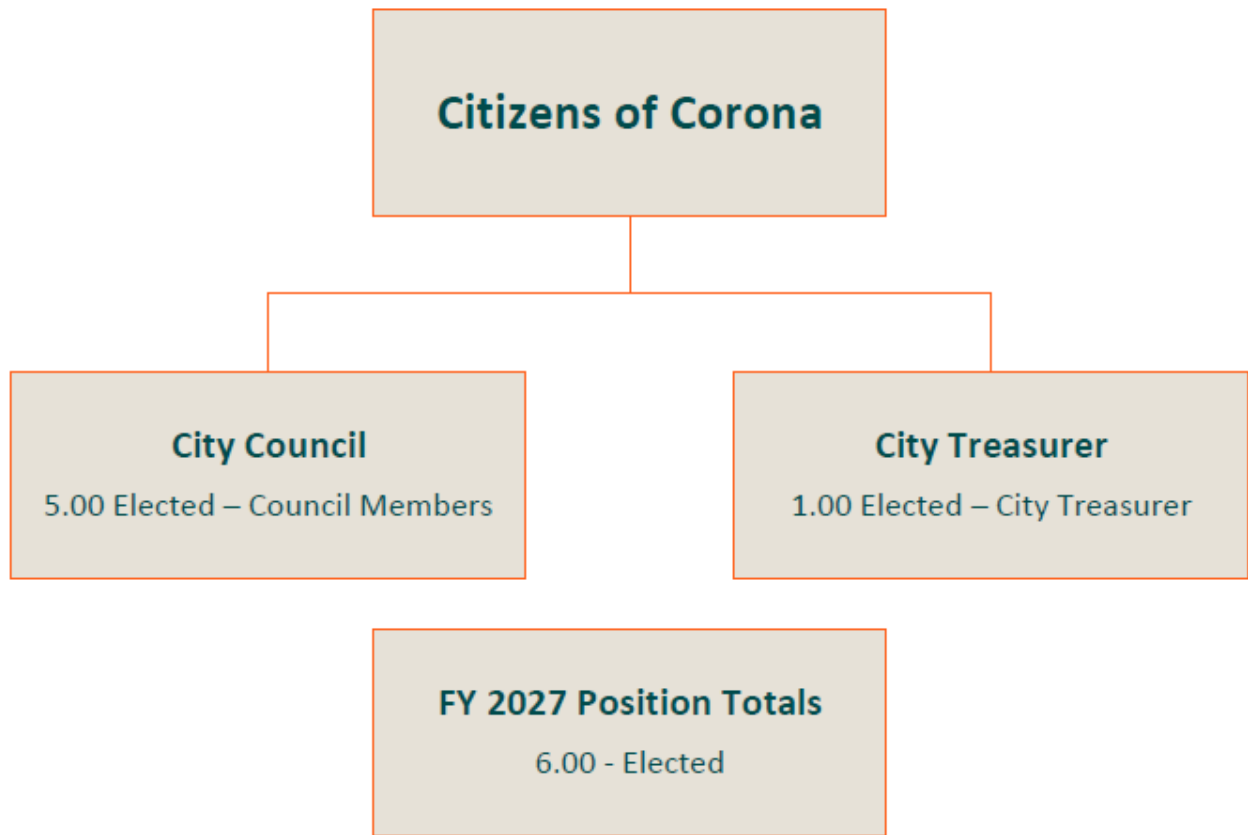 Citizens of Corona
City Council
5.00 Elected – Council Members
City Treasurer
1.00 Elected – City Treasurer
FY 2027 Position Totals
6.00 - Elected